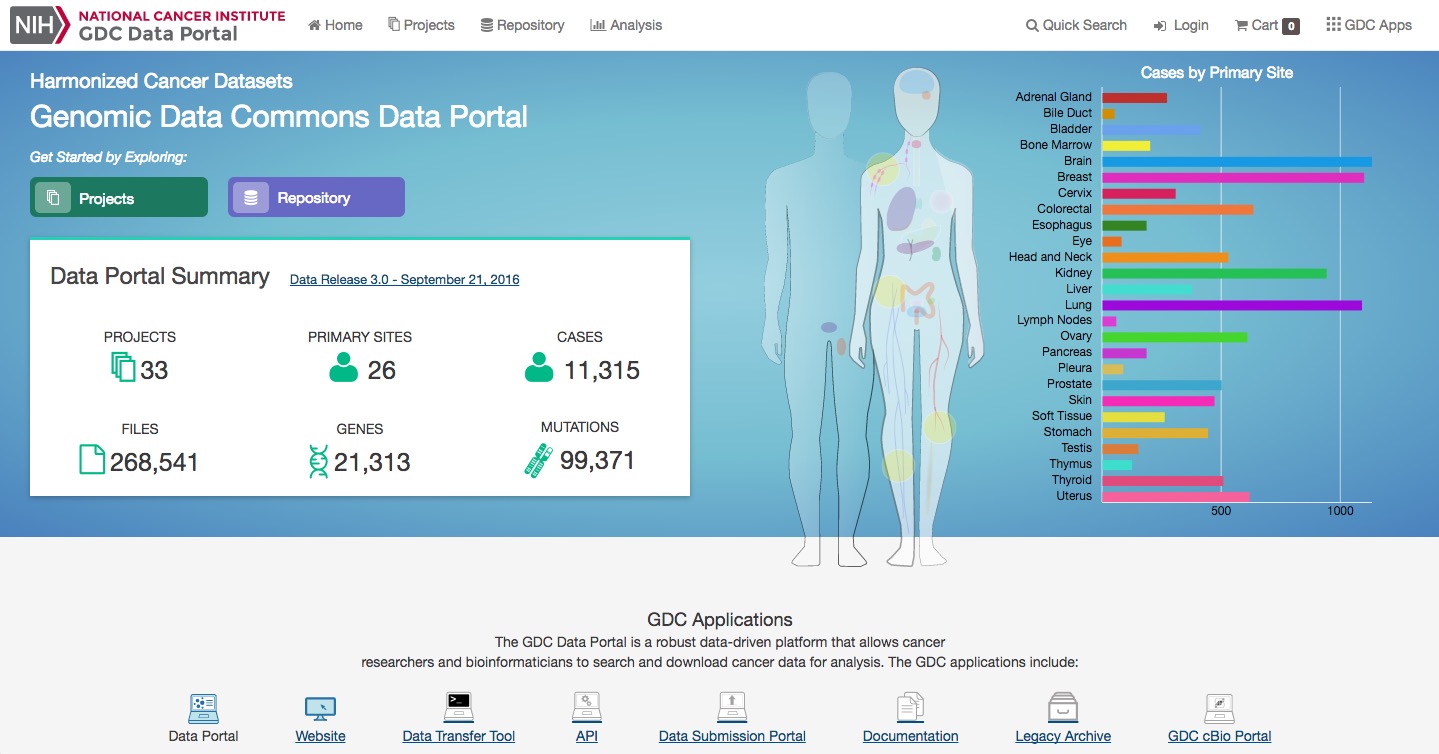 NIH NATIONAL CANCER INSTITUTE
GDC Data Portal
Home Projects Repository Analysis Quick Search Login Cart 0 GDC Apps
Harmonized Cancer Datasets
Genomic Data Commons Data Portal
Get Started by Exploring:
Projects Repository
Data Portal Summary Data Release 3.0 - September 21, 2016
PROJECTS PRIMARY SITES CASES
33 26 11,315
FILES GENES MUTATIONS
268,541 21,313 99,371
Cases by Primary Site
Adrenal Gland
Bile Duct
Bladder
Bone Marrow
Brain
Breast
Cervix
Colorectal
Esophagus
Eye
Head and Neck
Kidney
Liver
Lung
Lymph Nodes
Ovary
Pancreas
Pleura
Prostate
Skin
Soft Tissue
Stomach
Testis
Thymus
Thyroid
Uterus
500 1000
GDC Applications
The GDC Data Portal is a robust data-driven platform that allows cancer
researchers and bioinformaticians to search and download cancer data for analysis. The GDC applications include:
Data Portal Website Data Transfer Tool API Data Submission Portal Documentation Legacy Archive GDC cBio Portal